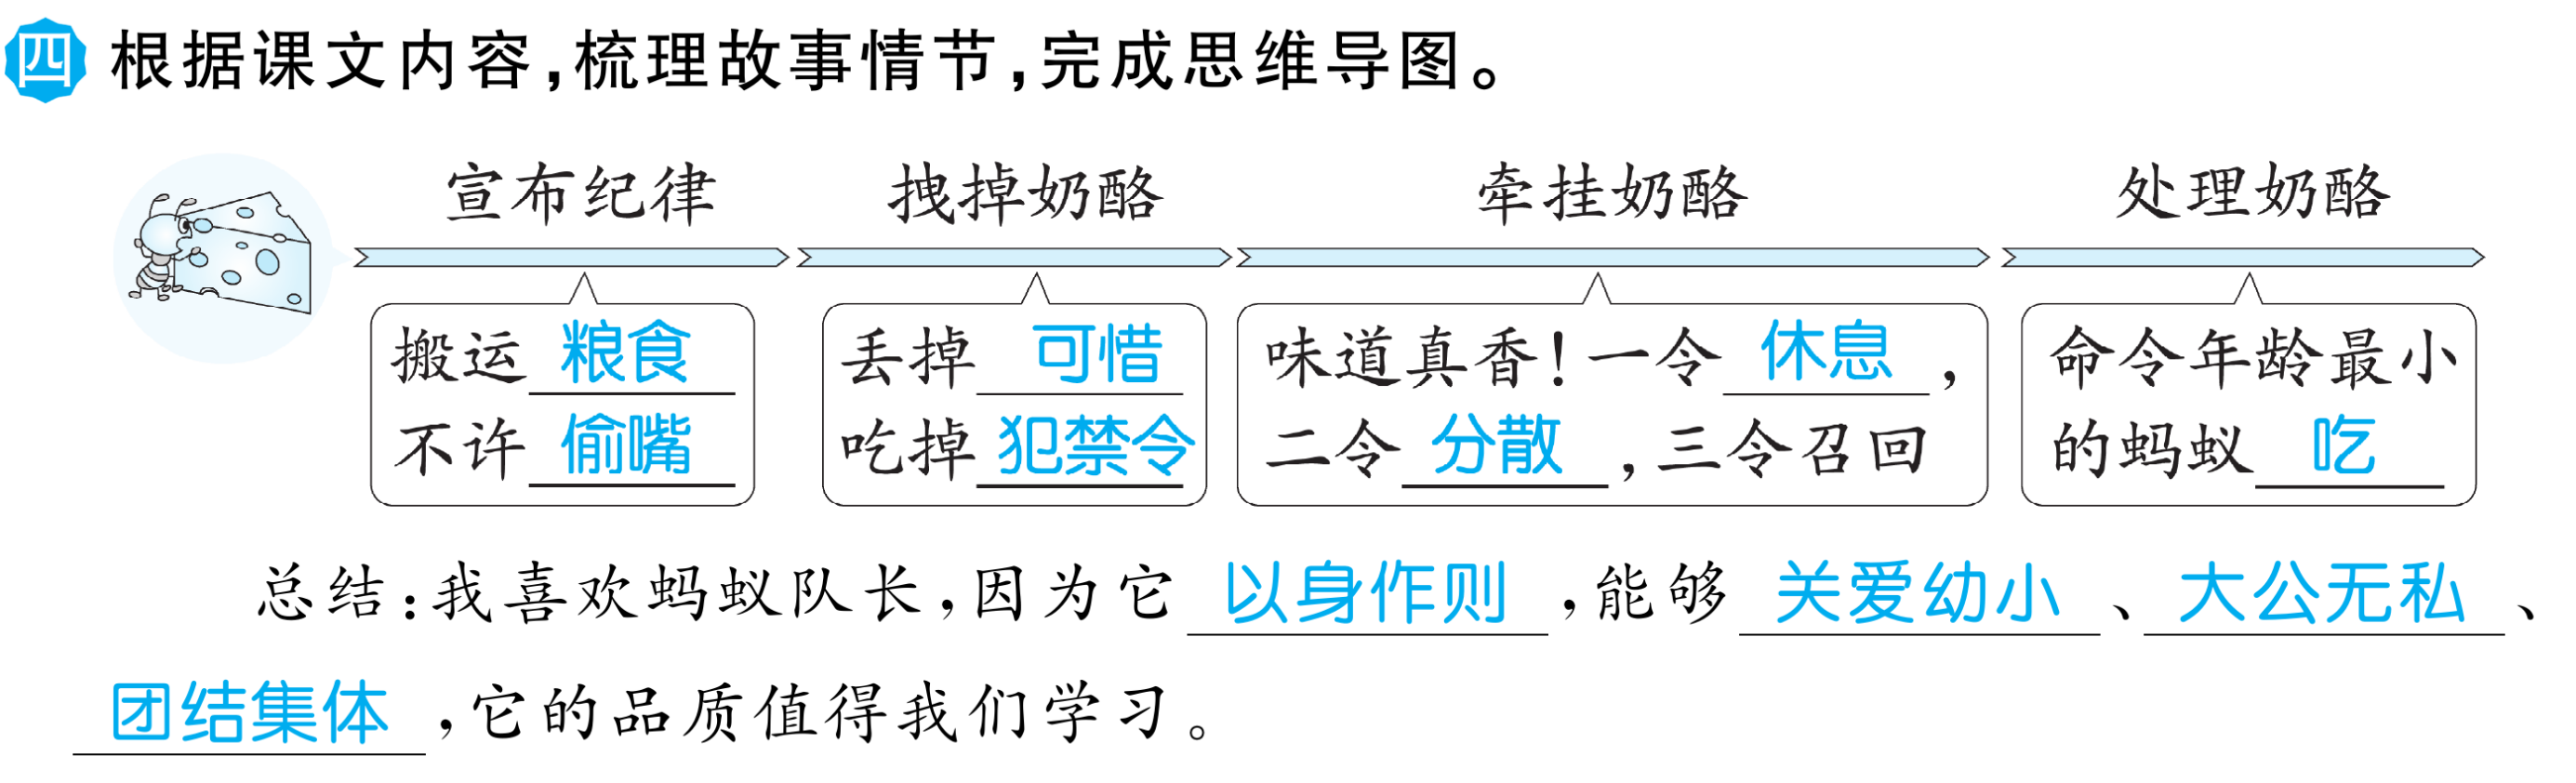 四 根据课文内容,梳理故事情节,完成思维导图。
宣布纪律 拽掉奶酪 牵挂奶酪 处理奶酪
搬运 粮食
不许 偷嘴
丢掉 可惜
吃掉 犯禁令
味道真香!一令 休息 ,
二令 分散 ,三令召回
命令年龄最小
的蚂蚁 吃
总结:我喜欢蚂蚁队长,因为它 以身作则 ,能够 关爱幼小 、 大公无私 、
团结集体 ,它的品质值得我们学习。